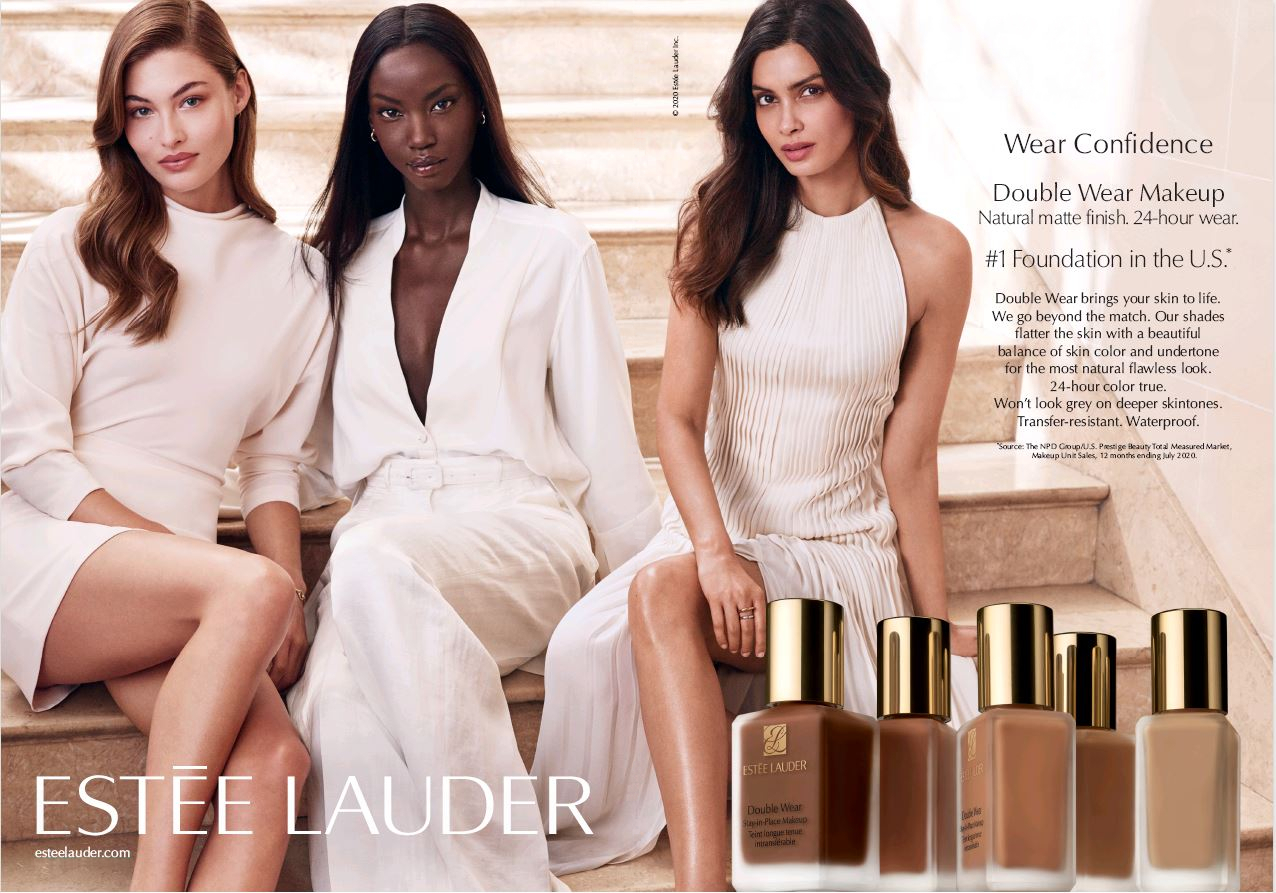 © 2020 Estée Lauder Inc.
Wear Confidence
Double Wear Makeup
Natural matte finish. 24-hour wear.
#1 Foundation in the U.S.*
Double Wear brings your skin to life.
We go beyond the match. Our shades
flatter the skin with a beautiful
balance of skin color and undertone
for the most natural flawless look.
24-hour color true.
Won't look grey on deeper skintones.
Transfer-resistant. Waterproof.
*Source: The NPD Group/U.S. Prestige Beauty Total Measured Market,
Makeup Unit Sales, 12 months ending July 2020.
ESTĒE LAUDER
esteelauder.com
ESTĒE LAUDER
Double Wear
Stay-in-Place Makeup
Teint longue tenue
intransférable
Double Wear